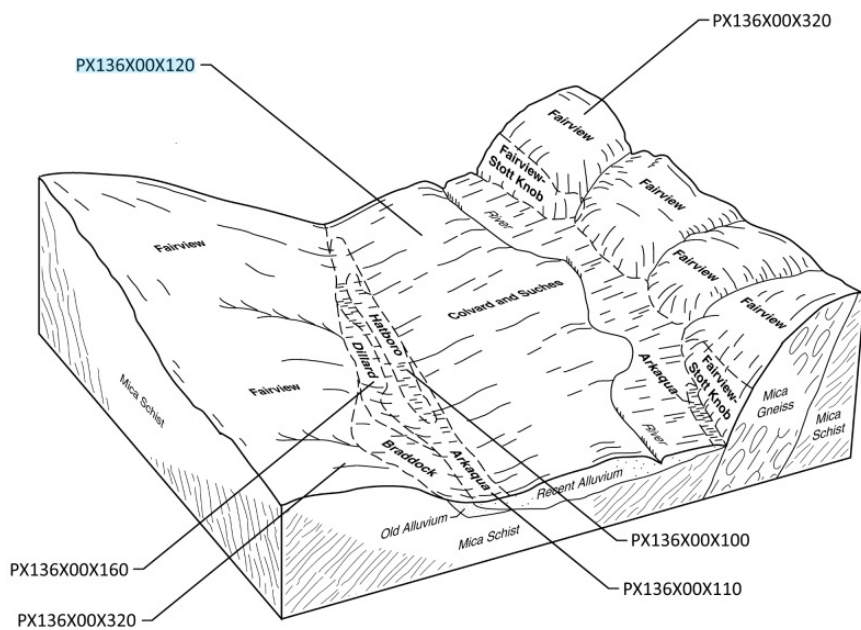 PX136X00X320
PX136X00X120
Fairview
Fairview-
Stott Knob
River
Fairview
Fairview
Fairview
Fairview
Colvard and Suches
Hatboro
Dillard
Fairview
Arkaqua
Fairview-
Stott Knob
Mica
Gneiss
Mica
Schist
Mica Schist
River
Braddock
Arkaqua
Recent Alluvium
Old Alluvium
Mica Schist
PX136X00X100
PX136X00X160
PX136X00X110
PX136X00X320